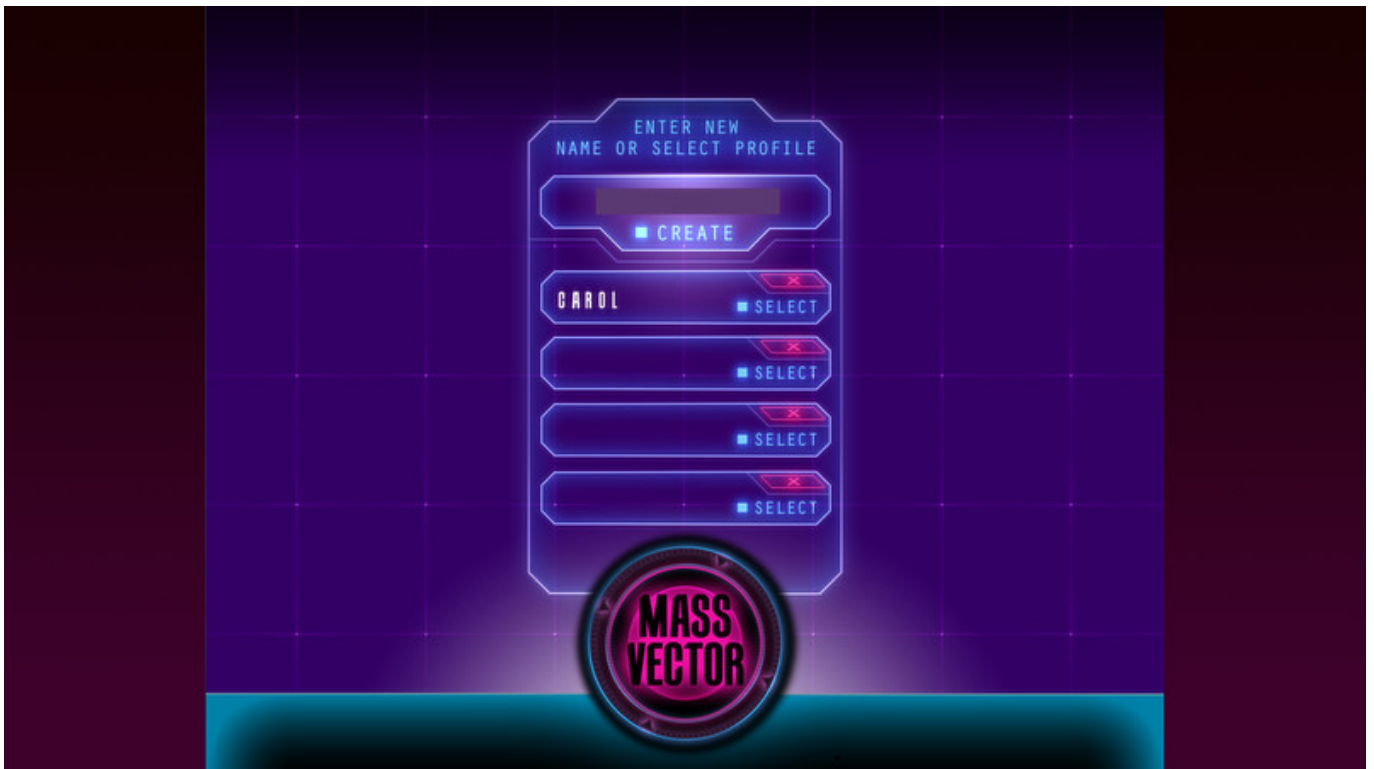 ENTER NEW
NAME OR SELECT PROFILE
CREATE
CAROL
SELECT
SELECT
SELECT
SELECT
MASS
VECTOR